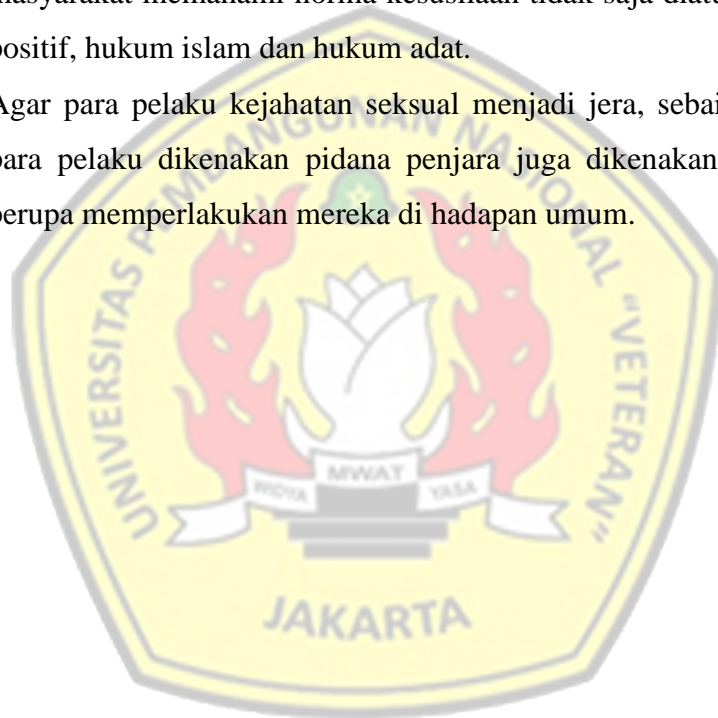 masyarakat memahami norma kesusilaan tidak saja
positif, hukum islam dan hukum adat.
Agar para pelaku kejahatan seksual menjadi jera,
para pelaku dikenakan pidana penjara juga dikenakan
berupa memperlakukan mereka di hadapan umum.
UNIVERSITAS PEMBANGUNAN NASIONAL "VETERAN"
WIDYA MWAT YASA
JAKARTA